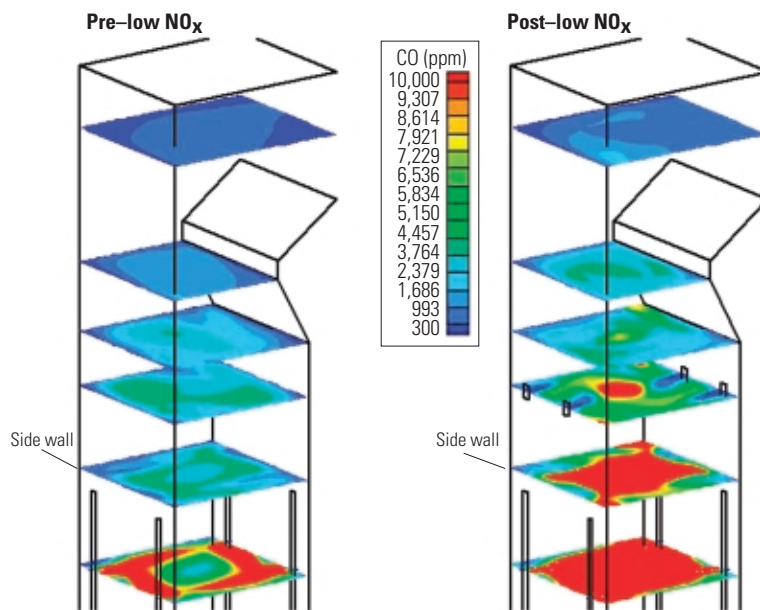 Pre–low NOx
Post–low NOx
CO (ppm)
10,000
9,307
8,614
7,921
7,229
6,536
5,834
5,150
4,457
3,764
2,379
1,686
993
300
Side wall
Side wall